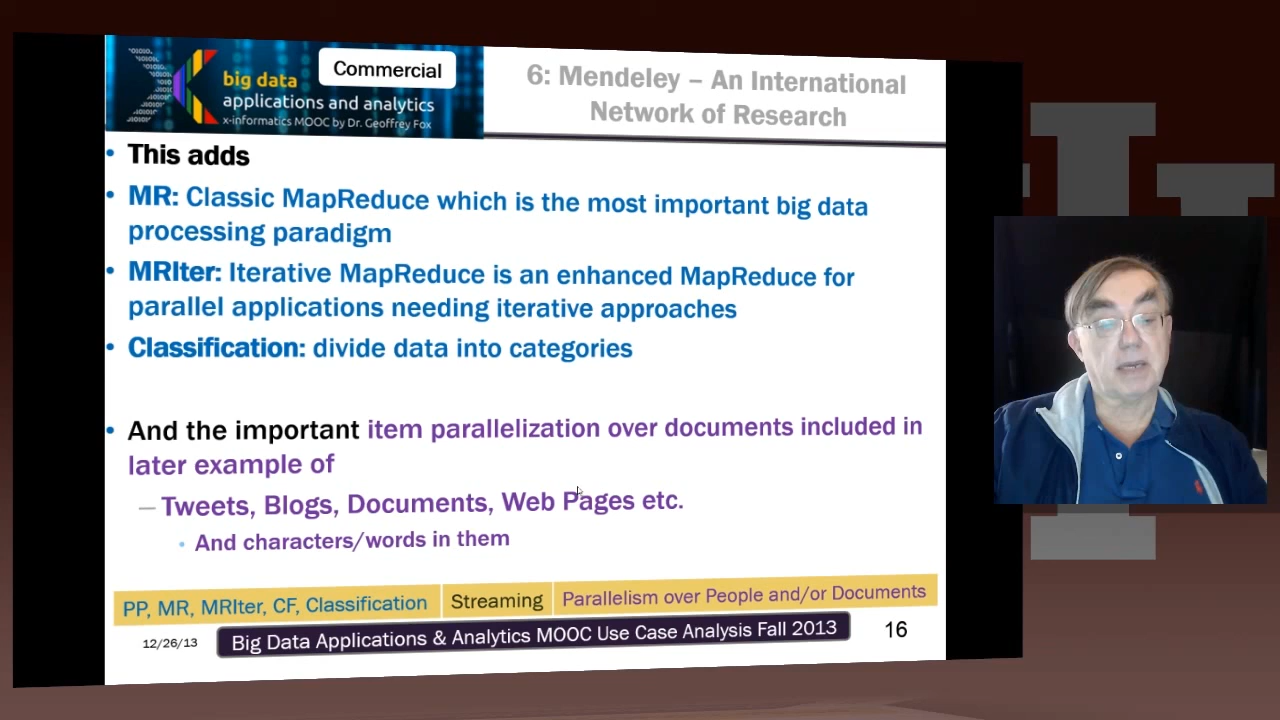 Commercial
big data
applications and analytics
x-informatics MOOC by Dr. Geoffrey Fox
6: Mendeley – An International
Network of Research
• This adds
• MR: Classic MapReduce which is the most important big data
processing paradigm
• MRIter: Iterative MapReduce is an enhanced MapReduce for
parallel applications needing iterative approaches
• Classification: divide data into categories
• And the important item parallelization over documents included in
later example of
– Tweets, Blogs, Documents, Web Pages etc.
• And characters/words in them
PP, MR, MRIter, CF, Classification
Streaming
Parallelism over People and/or Documents
12/26/13
Big Data Applications & Analytics MOOC Use Case Analysis Fall 2013
16